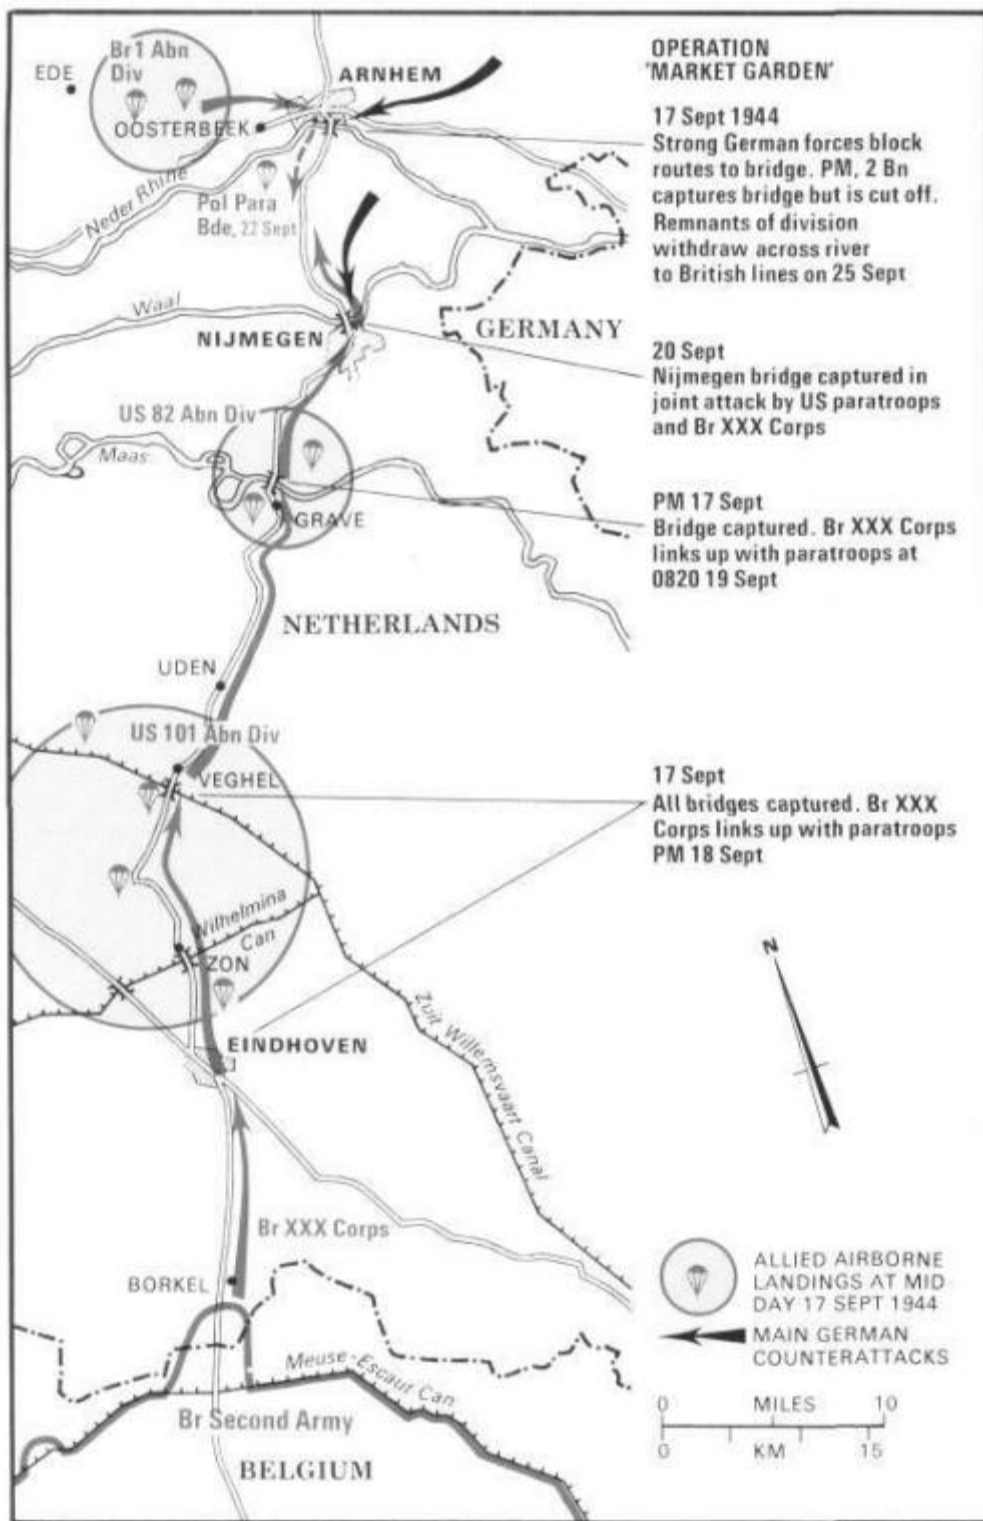 OPERATION
'MARKET GARDEN'
17 Sept 1944
Strong German forces block
routes to bridge. PM, 2 Bn
captures bridge but is cut off.
Remnants of division
withdraw across river
to British lines on 25 Sept
20 Sept
Nijmegen bridge captured in
joint attack by US paratroops
and Br XXX Corps
PM 17 Sept
Bridge captured. Br XXX Corps
links up with paratroops at
0820 19 Sept
17 Sept
All bridges captured. Br XXX
Corps links up with paratroops
PM 18 Sept
Br 1 Abn
Div
EDE
ARNHEM
OOSTERBEEK
Neder Rhine
Pol Para
Bde, 22 Sept
Waal
NIJMEGEN
GERMANY
US 82 Abn Div
Maas
GRAVE
NETHERLANDS
UDEN
US 101 Abn Div
VEGHEL
Wilhelmina
Can
ZON
EINDHOVEN
Zuit Willemsvaart Canal
N
Br XXX Corps
BORKEL
Meuse-Escaut Can
Br Second Army
BELGIUM
ALLIED AIRBORNE
LANDINGS AT MID
DAY 17 SEPT 1944
MAIN GERMAN
COUNTERATTACKS
0 MILES 10
0 KM 15